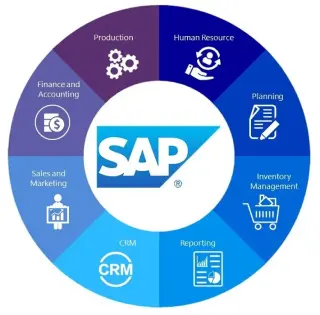 Production
Human Resource
Finance and
Accounting
Planning
SAP
®
Sales and
Marketing
Inventory
Management
CRM
CRM
Reporting